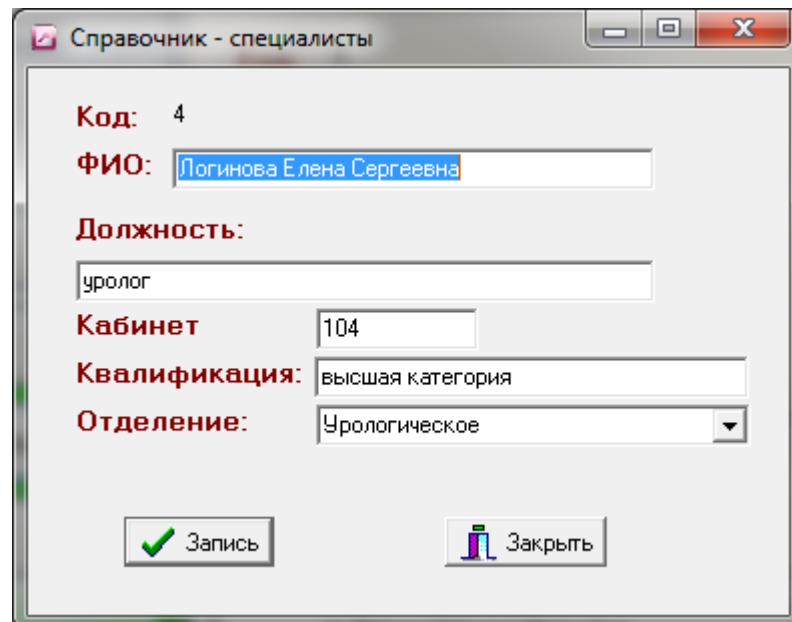 Справочник - специалисты
Код: 4
ФИО: Логинова Елена Сергеевна
Должность:
уролог
Кабинет 104
Квалификация: высшая категория
Отделение: Урологическое
Запись Закрыть